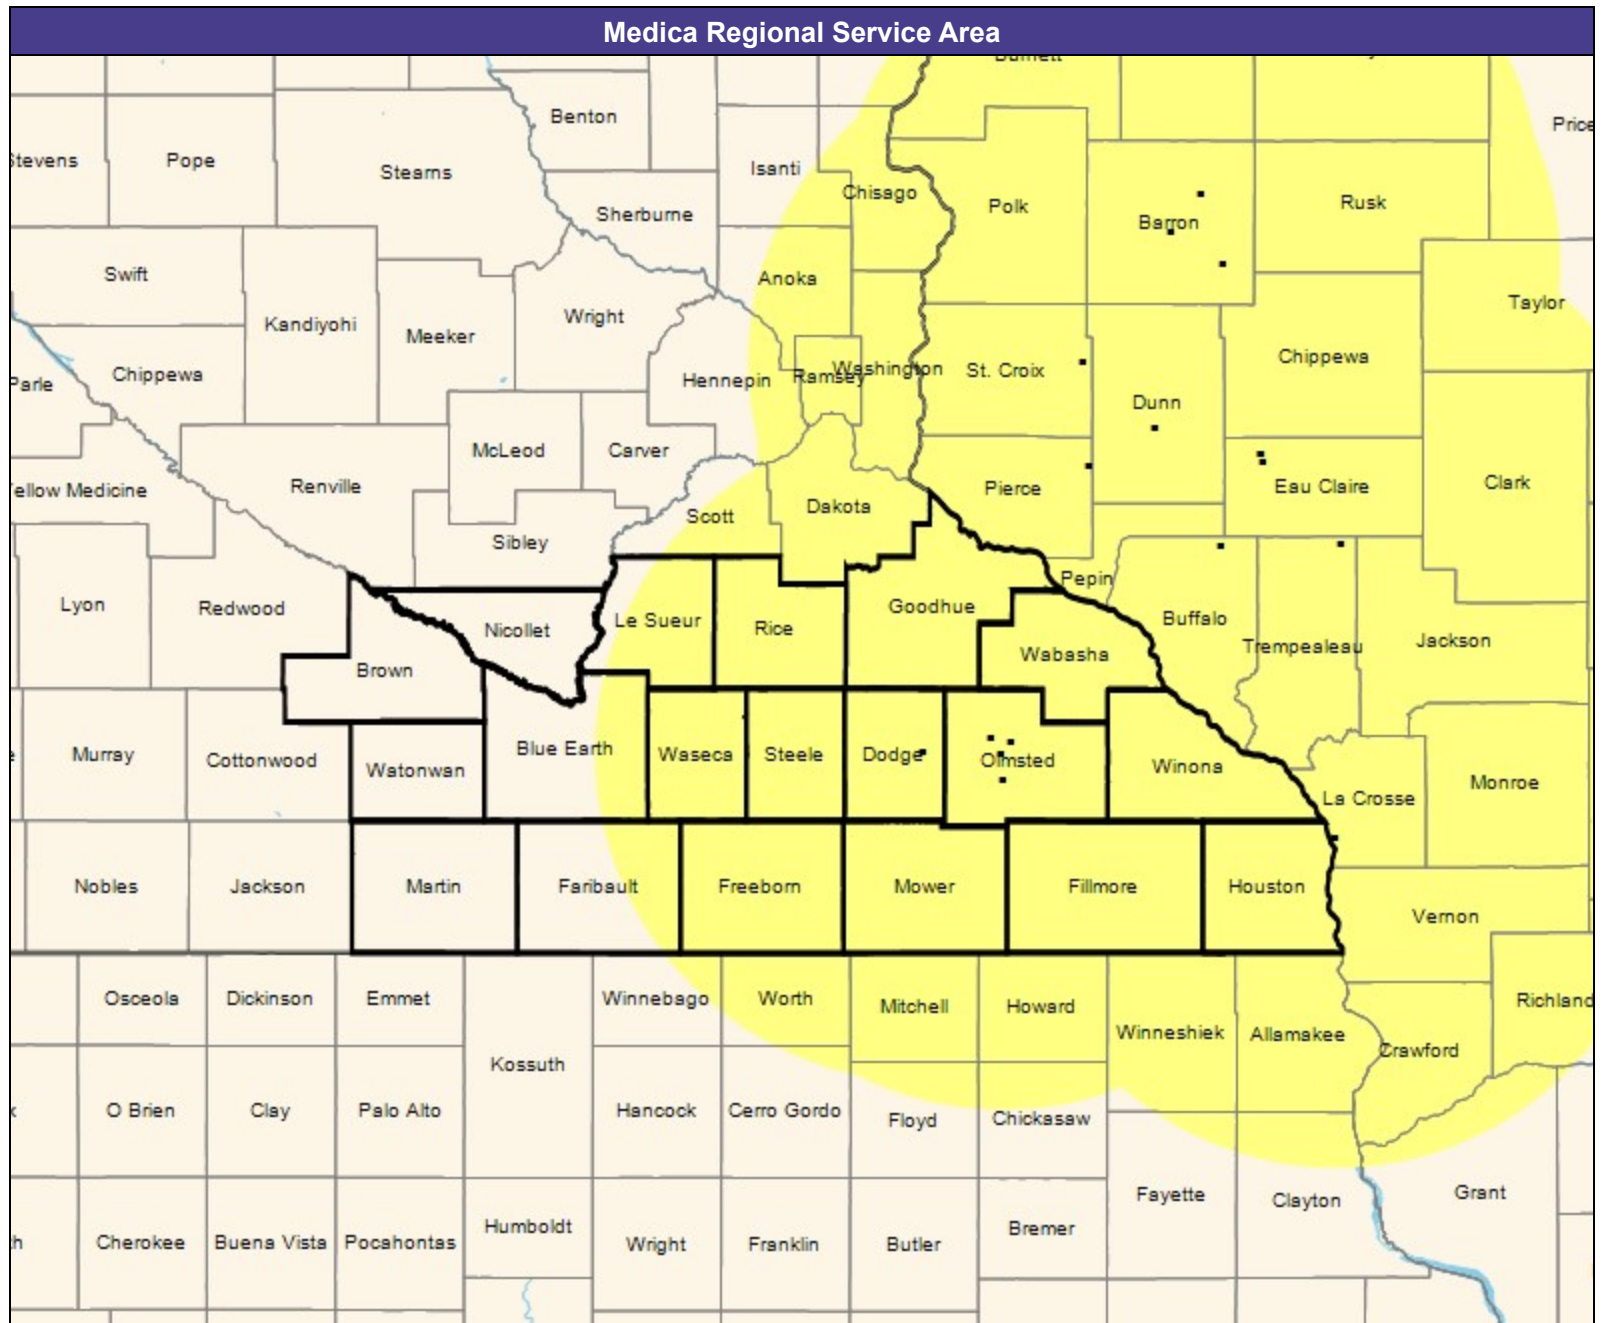 Medica Regional Service Area
Burnett
Benton
Price
Stevens
Pope
Stearns
Isanti
Chisago
Sherburne
Polk
Barron
Rusk
Swift
Anoka
Taylor
Kandiyohi
Meeker
Wright
Chippewa
Parle
Chippewa
Hennepin
Ramsey
Washington
St. Croix
Dunn
McLeod
Carver
Renville
ellow Medicine
Scott
Dakota
Pierce
Eau Claire
Clark
Sibley
Pepin
Lyon
Redwood
Nicollet
Le Sueur
Rice
Goodhue
Buffalo
Trempealeau
Jackson
Brown
Wabasha
Murray
Cottonwood
Watonwan
Blue Earth
Waseca
Steele
Dodge
Olmsted
Winona
La Crosse
Monroe
Nobles
Jackson
Martin
Faribault
Freeborn
Mower
Fillmore
Houston
Vernon
Osceola
Dickinson
Emmet
Winnebago
Worth
Mitchell
Howard
Winneshiek
Allamakee
Richland
Crawford
Kossuth
O Brien
Clay
Palo Alto
Hancock
Cerro Gordo
Floyd
Chickasaw
Fayette
Clayton
Grant
Cherokee
Buena Vista
Pocahontas
Humboldt
Wright
Franklin
Butler
Bremer